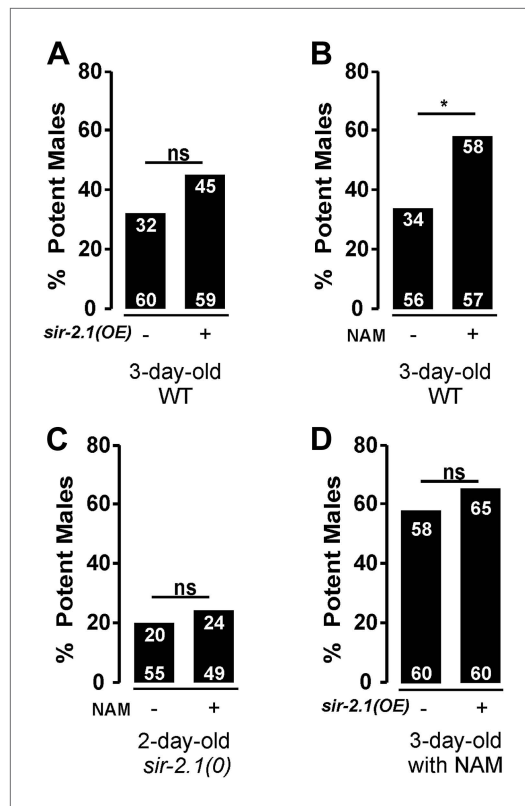 A
B
80
80
*
ns
58
60
60
45
% Potent Males
% Potent Males
40
40
32
34
20
20
0
60
59
0
56
57
sir-2.1(OE)
-
+
NAM
-
+
3-day-old
WT
3-day-old
WT
C
D
80
80
ns
65
60
60
58
% Potent Males
% Potent Males
40
40
ns
20
20
24
20
0
55
49
0
60
60
NAM
-
+
sir-2.1(OE)
-
+
2-day-old
sir-2.1(0)
3-day-old
with NAM